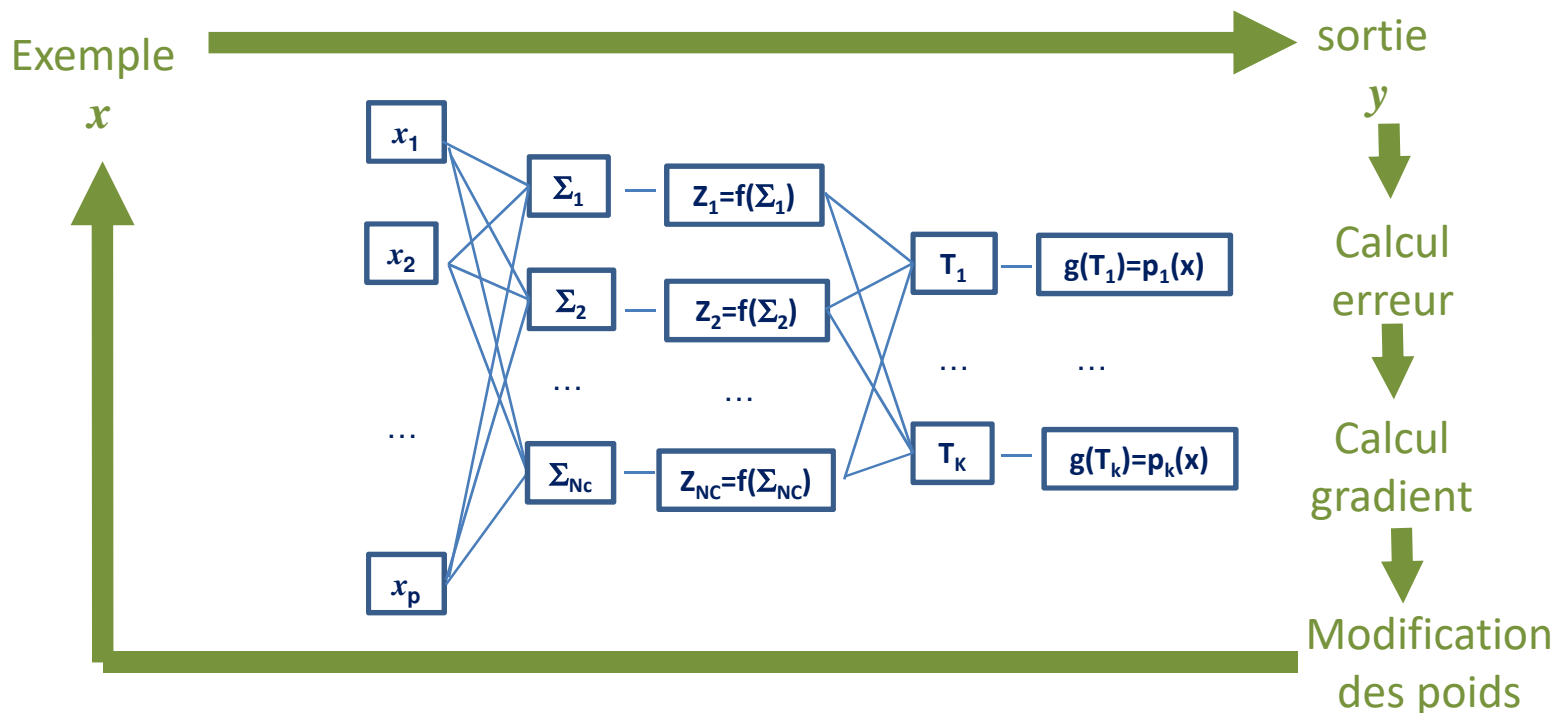 Exemple
x
sortie
y
x1
x2
...
xp
Σ1
Σ2
...
ΣNc
Z1=f(Σ1)
Z2=f(Σ2)
...
ZNC=f(ΣNC)
T1
...
TK
g(T1)=p1(x)
...
g(Tk)=pk(x)
Calcul
erreur
Calcul
gradient
Modification
des poids